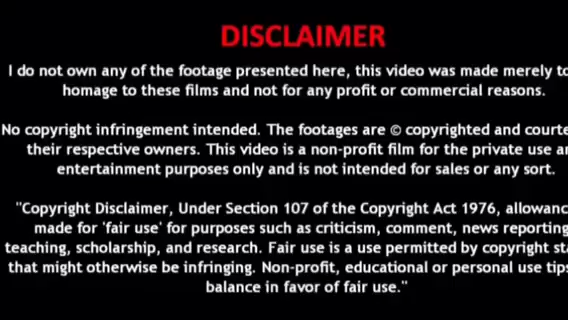 DISCLAIMER
I do not own any of the footage presented here, this video was made merely to
homage to these films and not for any profit or commercial reasons.
No copyright infringement intended. The footages are © copyrighted and courte
their respective owners. This video is a non-profit film for the private use a
entertainment purposes only and is not intended for sales or any sort.
"Copyright Disclaimer, Under Section 107 of the Copyright Act 1976, allowanc
made for 'fair use' for purposes such as criticism, comment, news reporting
teaching, scholarship, and research. Fair use is a use permitted by copyright sta
that might otherwise be infringing. Non-profit, educational or personal use tips
balance in favor of fair use."